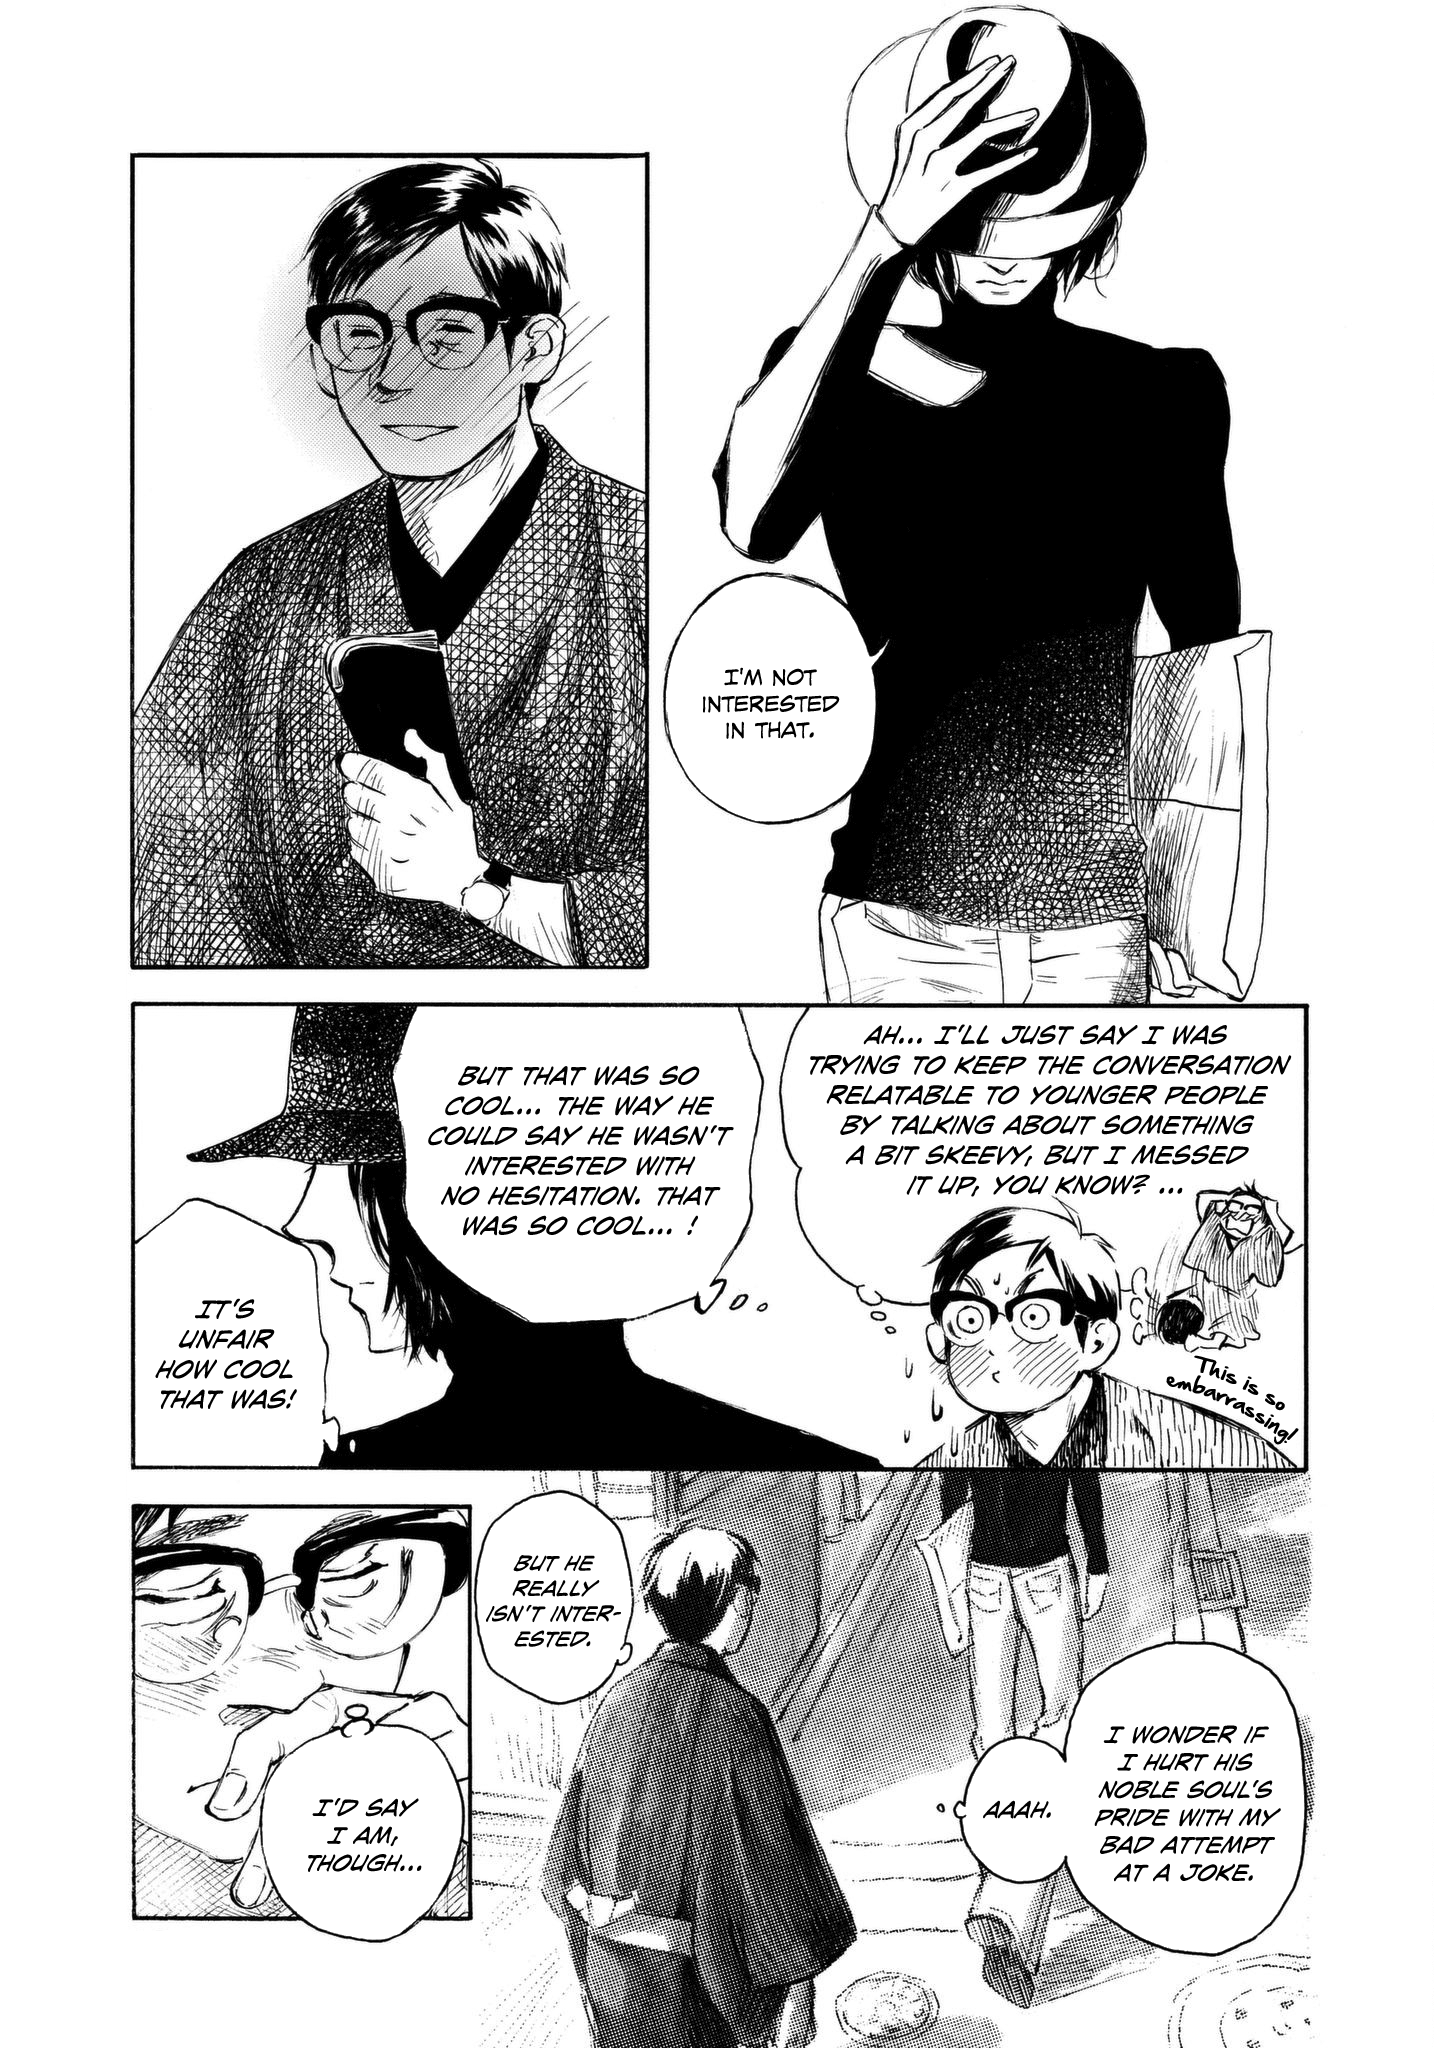 I'M NOT
INTERESTED
IN THAT.
AH... I'LL JUST SAY I WAS
TRYING TO KEEP THE CONVERSATION
RELATABLE TO YOUNGER PEOPLE
BY TALKING ABOUT SOMETHING
A BIT SKEEVY, BUT I MESSED
IT UP, YOU KNOW? ...
This is so
embarrassing!
BUT THAT WAS SO
COOL... THE WAY HE
COULD SAY HE WASN'T
INTERESTED WITH
NO HESITATION. THAT
WAS SO COOL... !
IT'S
UNFAIR
HOW COOL
THAT WAS!
I WONDER IF
I HURT HIS
NOBLE SOUL'S
PRIDE WITH MY
BAD ATTEMPT
AT A JOKE.
AAAH.
BUT HE
REALLY
ISN'T INTER-
ESTED.
I'D SAY
I AM,
THOUGH...